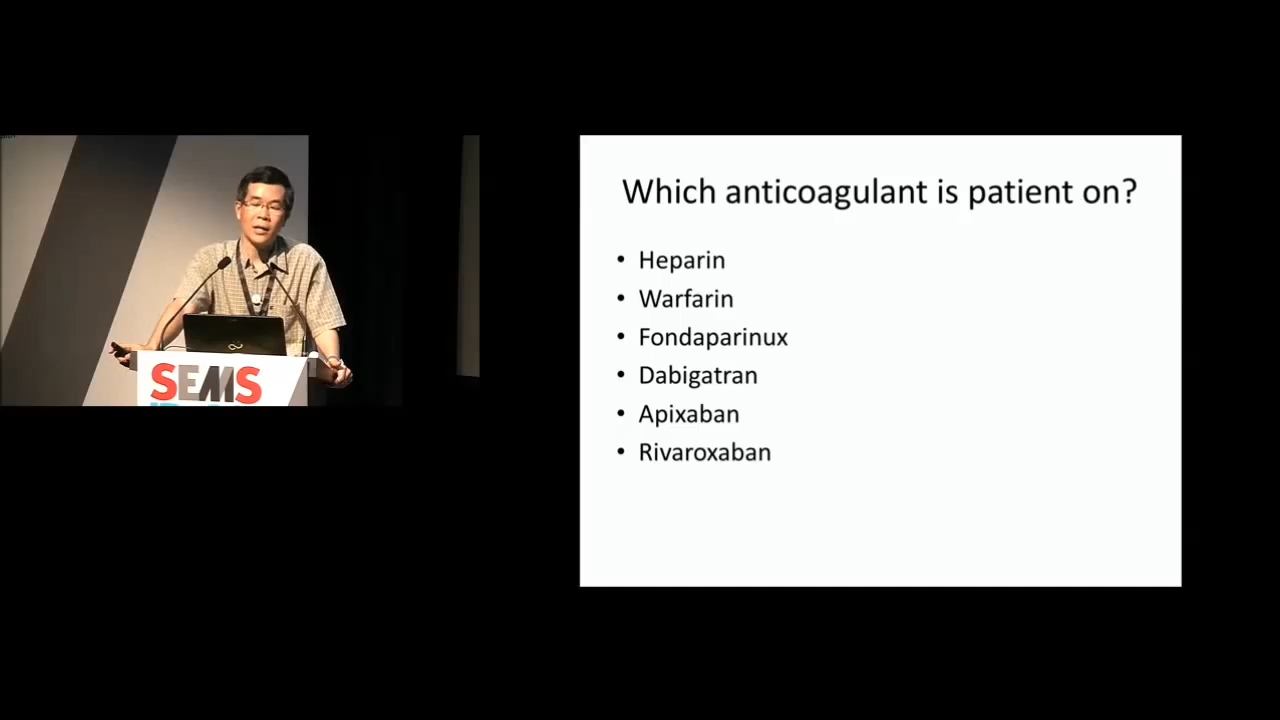 SEMS
Which anticoagulant is patient on?
• Heparin
• Warfarin
• Fondaparinux
• Dabigatran
• Apixaban
• Rivaroxaban